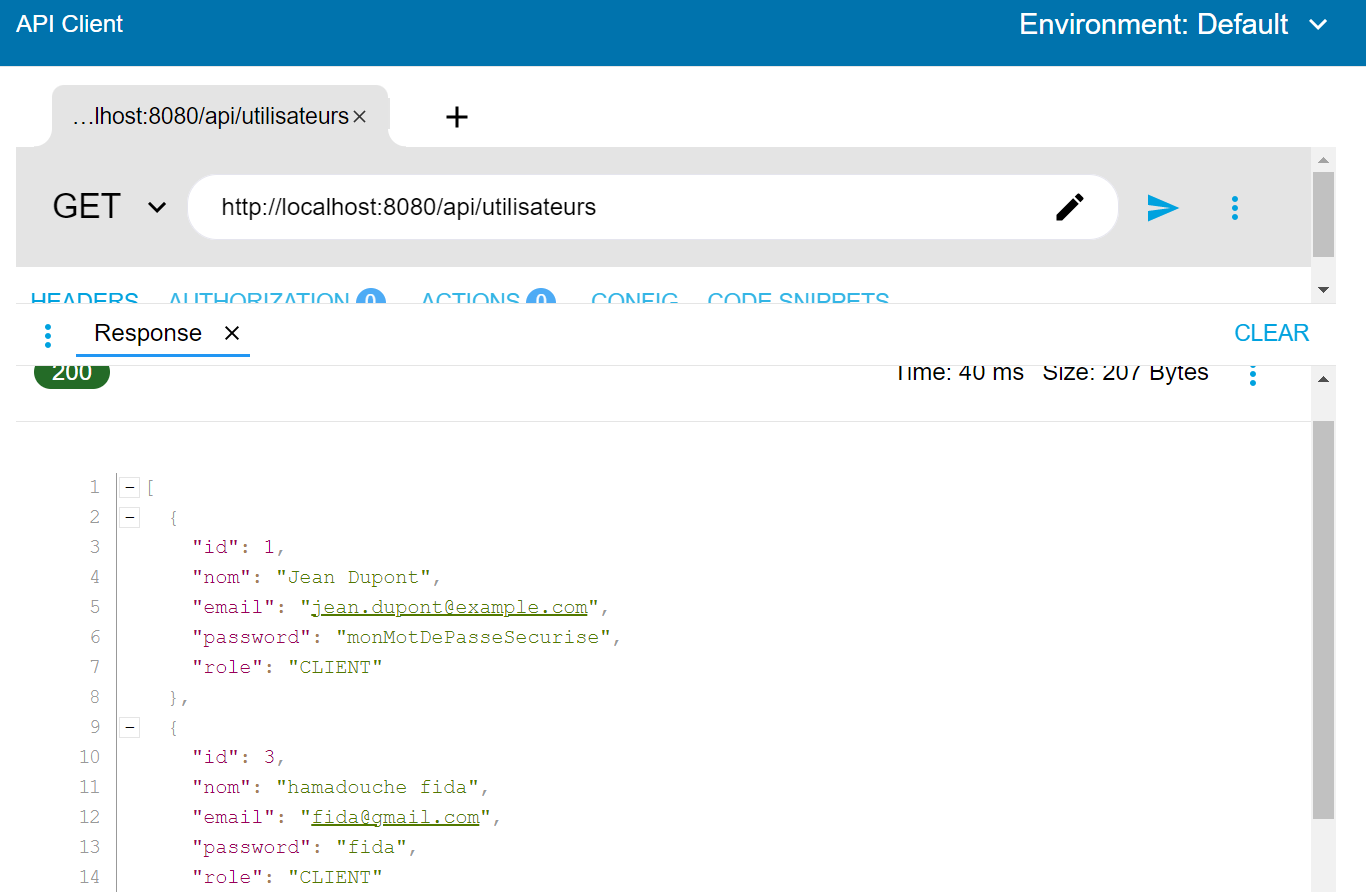 API Client
Environment: Default
...lhost:8080/api/utilisateurs
GET
http://localhost:8080/api/utilisateurs
HEADERS AUTHORIZATION 0 ACTIONS 0 CONFIG CODE SNIPPETS
Response
CLEAR
200
Time: 40 ms Size: 207 Bytes
1 [
2 {
3 "id": 1,
4 "nom": "Jean Dupont",
5 "email": "jean.dupont@example.com",
6 "password": "monMotDePasseSecurise",
7 "role": "CLIENT"
8 },
9 {
10 "id": 3,
11 "nom": "hamadouche fida",
12 "email": "fida@gmail.com",
13 "password": "fida",
14 "role": "CLIENT"